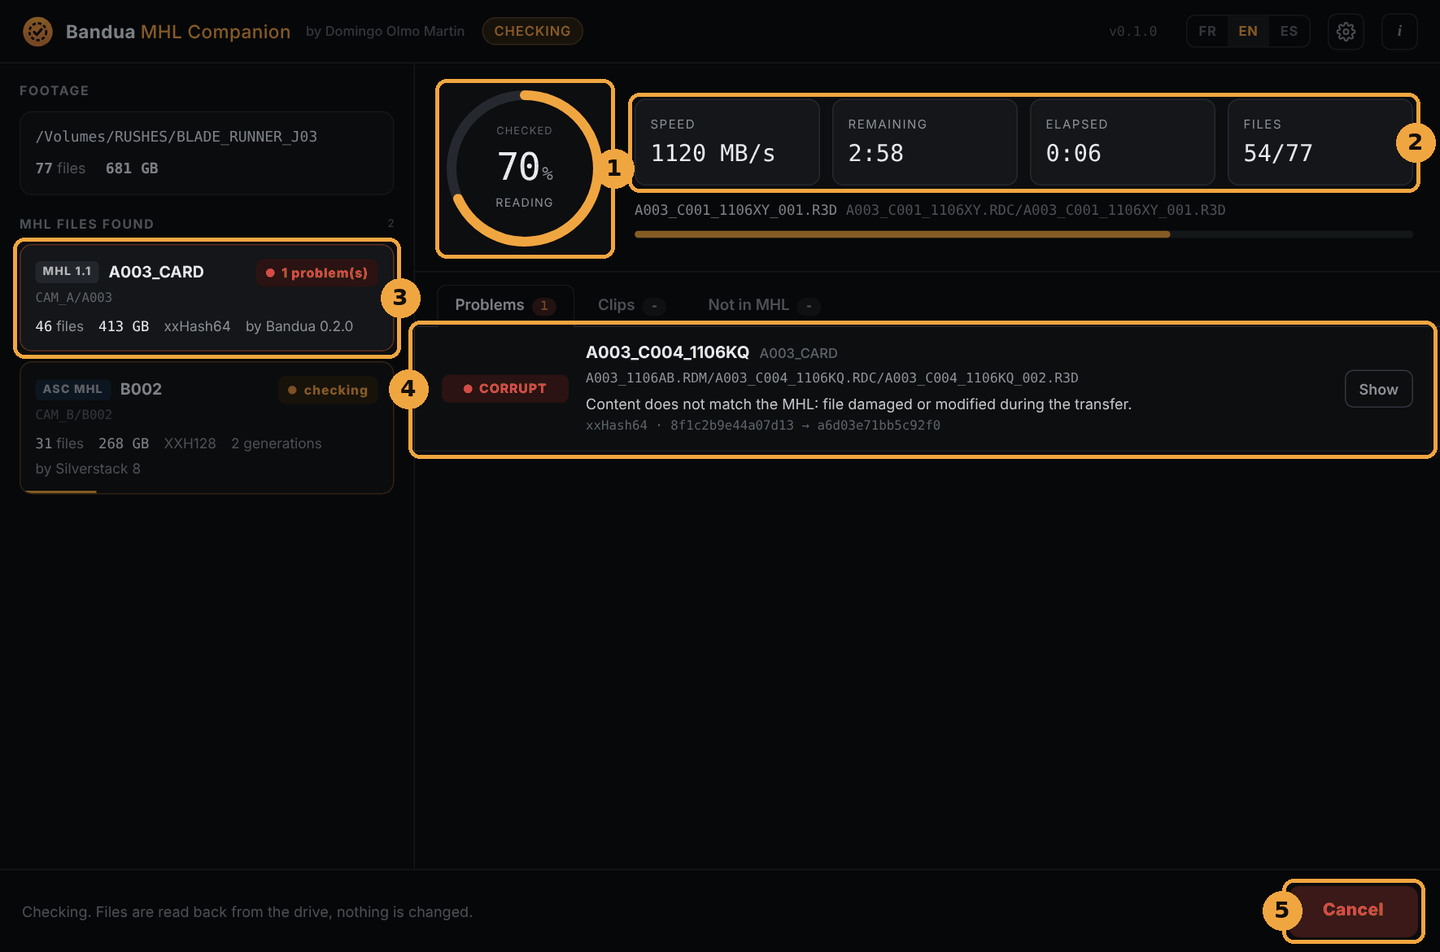 Bandua MHL Companion by Domingo Olmo Martin CHECKING v0.1.0 FR EN ES i
FOOTAGE
/Volumes/RUSHES/BLADE_RUNNER_J03
77 files 681 GB
MHL FILES FOUND 2
MHL 1.1 A003_CARD 1 problem(s)
CAM_A/A003
46 files 413 GB xxHash64 by Bandua 0.2.0
3
ASC MHL B002 checking
CAM_B/B002
31 files 268 GB XXH128 2 generations
by Silverstack 8
CHECKED
70%
READING
1
SPEED
1120 MB/s
REMAINING
2:58
ELAPSED
0:06
FILES
54/77
2
A003_C001_1106XY_001.R3D A003_C001_1106XY.RDC/A003_C001_1106XY_001.R3D
Problems 1 Clips - Not in MHL -
4
CORRUPT
A003_C004_1106KQ A003_CARD
A003_1106AB.RDM/A003_C004_1106KQ.RDC/A003_C004_1106KQ_002.R3D
Content does not match the MHL: file damaged or modified during the transfer.
xxHash64 · 8f1c2b9e44a07d13 → a6d03e71bb5c92f0
Show
Checking. Files are read back from the drive, nothing is changed.
5
Cancel